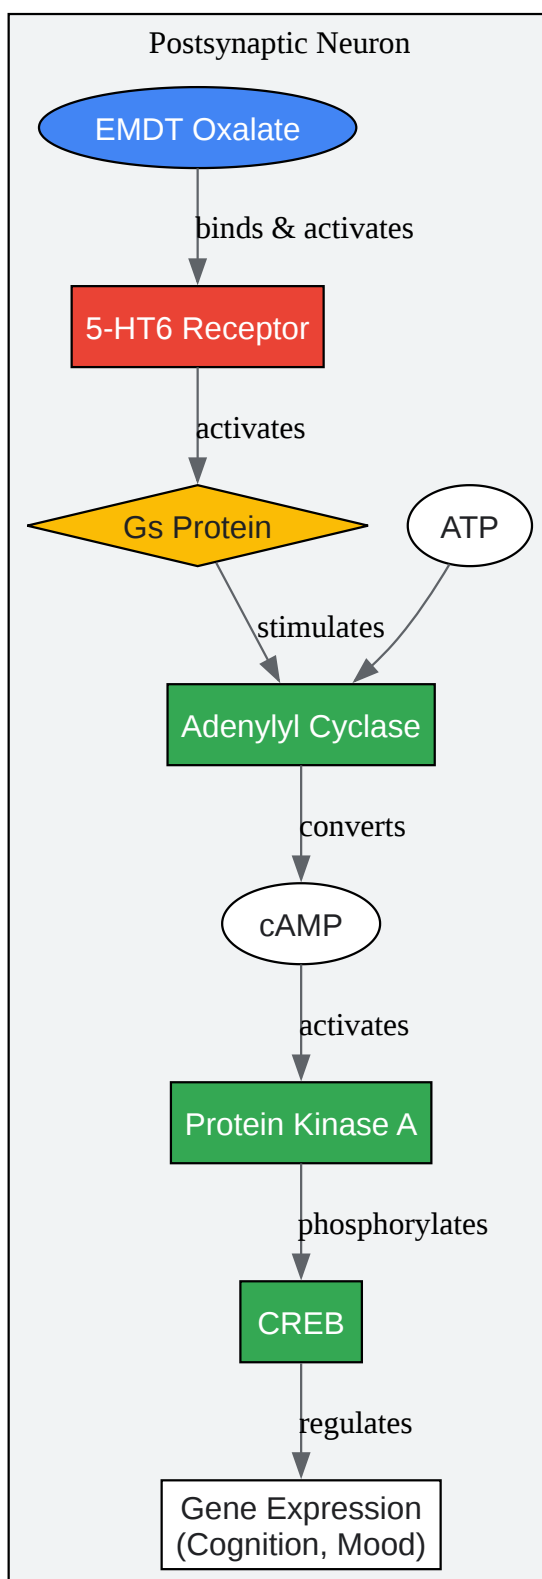 Postsynaptic Neuron
EMDT Oxalate
binds & activates
5-HT6 Receptor
activates
Gs Protein
ATP
stimulates
Adenylyl Cyclase
converts
cAMP
activates
Protein Kinase A
phosphorylates
CREB
regulates
Gene Expression
(Cognition, Mood)